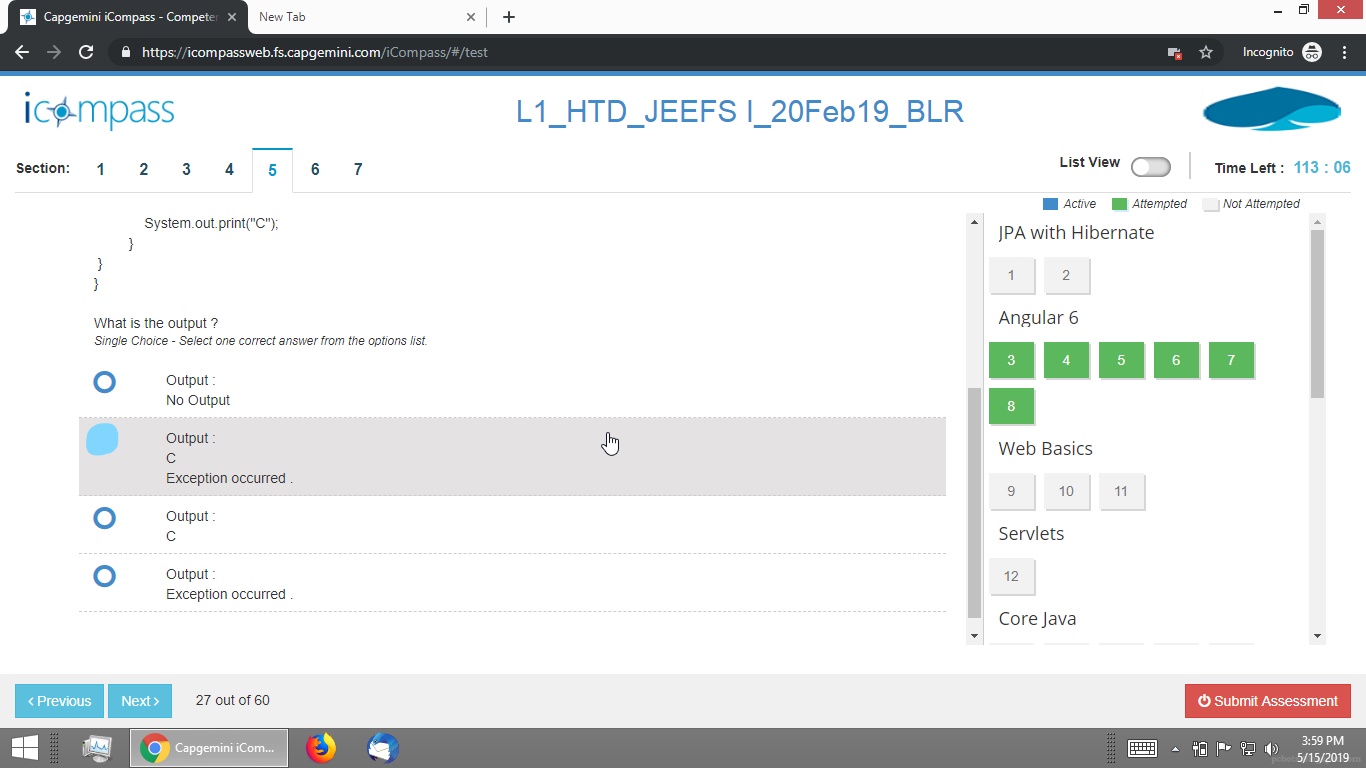 Capgemini iCompass - Competen
New Tab
https://icompassweb.fs.capgemini.com/iCompass/#/test
Incognito
icompass
L1_HTD_JEEFS I_20Feb19_BLR
Section: 1 2 3 4 5 6 7
List View
Time Left : 113 : 06
Active Attempted Not Attempted
System.out.print("C");
}
}
}
What is the output ?
Single Choice - Select one correct answer from the options list.
Output :
No Output
Output :
C
Exception occurred .
Output :
C
Output :
Exception occurred .
JPA with Hibernate
1 2
Angular 6
3 4 5 6 7
8
Web Basics
9 10 11
Servlets
12
Core Java
< Previous
Next >
27 out of 60
Submit Assessment
Capgemini iCom...
3:59 PM
5/15/2019